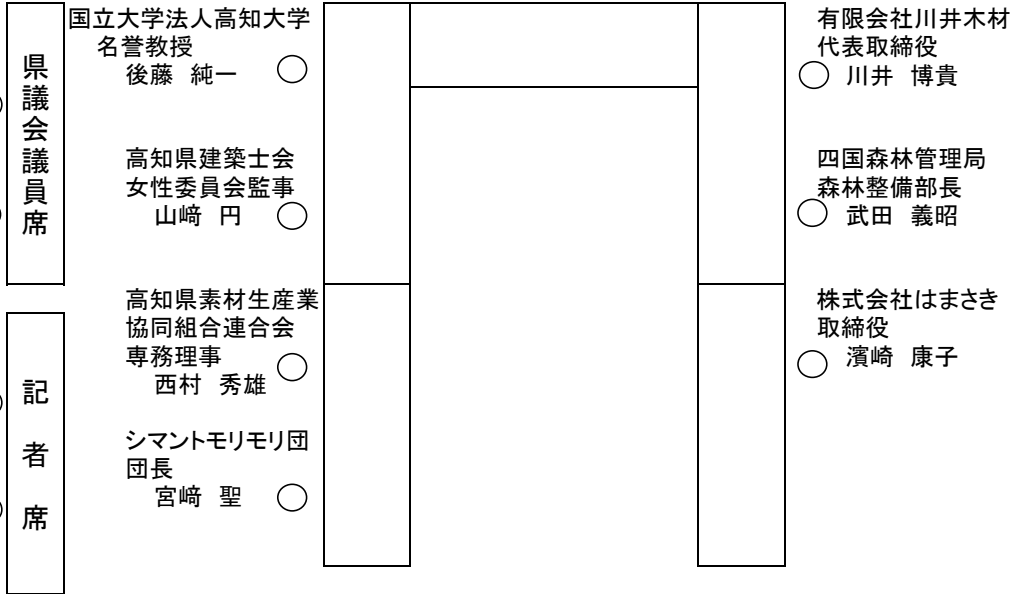 県議会議員席
記者席
国立大学法人高知大学
名誉教授
後藤 純一
高知県建築士会
女性委員会監事
山﨑 円
高知県素材生産業
協同組合連合会
専務理事
西村 秀雄
シマントモリモリ団
団長
宮﨑 聖
有限会社川井木材
代表取締役
川井 博貴
四国森林管理局
森林整備部長
武田 義昭
株式会社はまさき
取締役
濵崎 康子